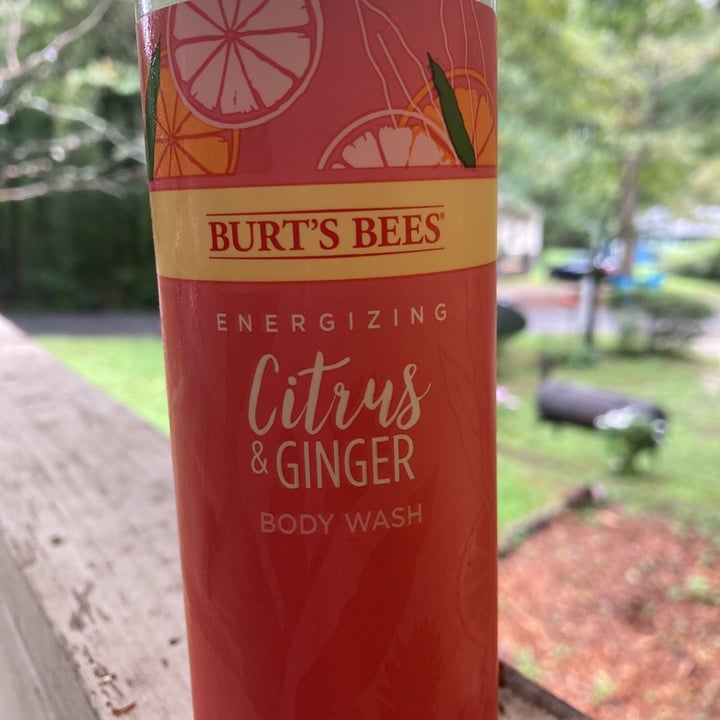 BURT'S BEES®
ENERGIZING
Citrus
& GINGER
BODY WASH